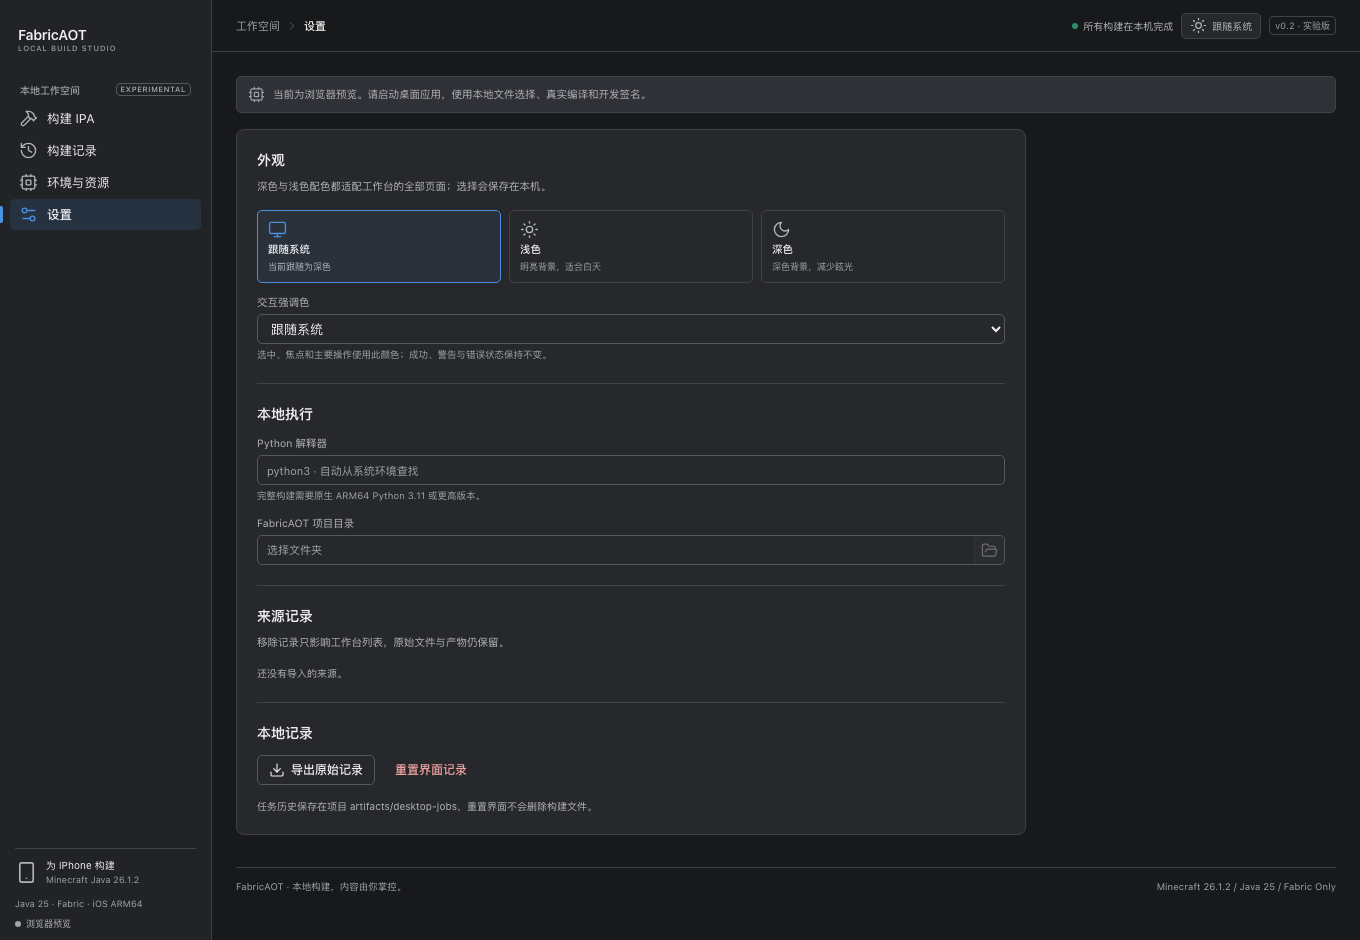 FabricAOT
LOCAL BUILD STUDIO
本地工作空间
EXPERIMENTAL
构建 IPA
构建记录
环境与资源
设置
为 iPhone 构建
Minecraft Java 26.1.2
Java 25 · Fabric · iOS ARM64
浏览器预览
工作空间
设置
所有构建在本机完成
跟随系统
v0.2 · 实验版
当前为浏览器预览。请启动桌面应用，使用本地文件选择、真实编译和开发签名。
外观
深色与浅色配色都适配工作台的全部页面；选择会保存在本机。
跟随系统
当前跟随为深色
浅色
明亮背景，适合白天
深色
深色背景，减少眩光
交互强调色
跟随系统
选中、焦点和主要操作使用此颜色；成功、警告与错误状态保持不变。
本地执行
Python 解释器
python3 · 自动从系统环境查找
完整构建需要原生 ARM64 Python 3.11 或更高版本。
FabricAOT 项目目录
选择文件夹
来源记录
移除记录只影响工作台列表，原始文件与产物仍保留。
还没有导入的来源。
本地记录
导出原始记录
重置界面记录
任务历史保存在项目 artifacts/desktop-jobs，重置界面不会删除构建文件。
FabricAOT · 本地构建，内容由你掌控。
Minecraft 26.1.2 / Java 25 / Fabric Only